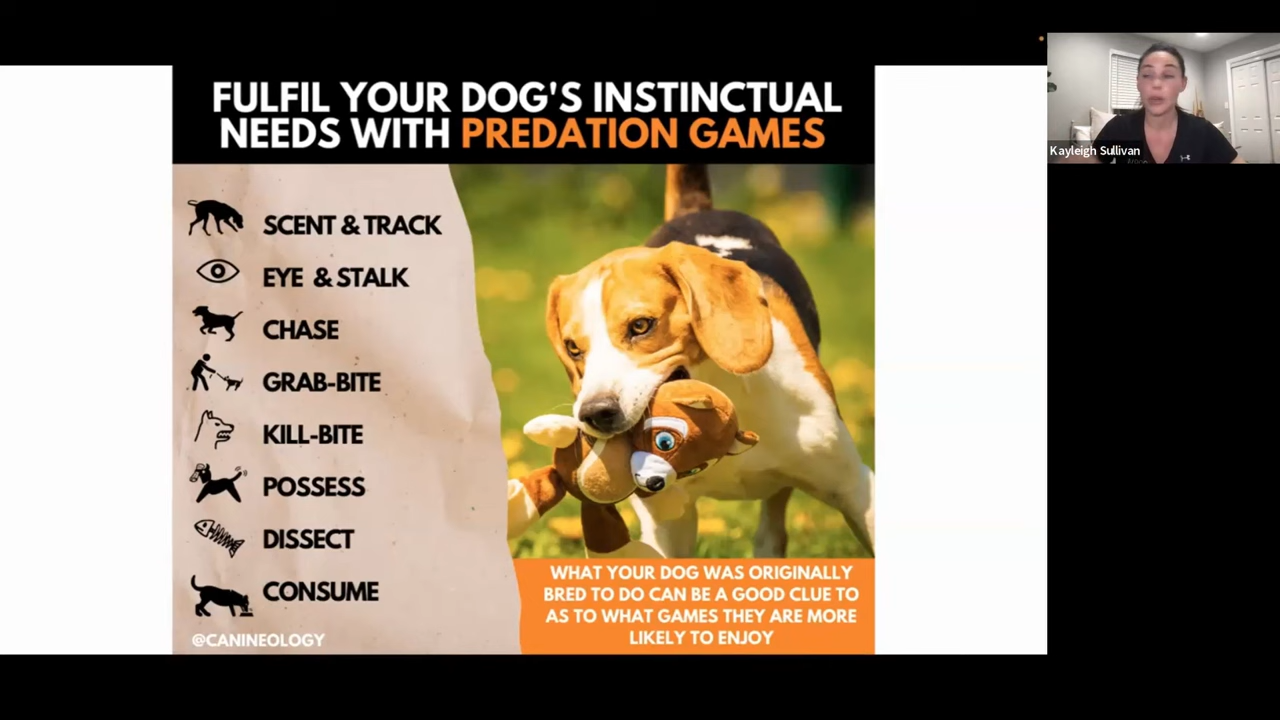 FULFIL YOUR DOG'S INSTINCTUAL
NEEDS WITH PREDATION GAMES
Kayleigh Sullivan
SCENT & TRACK
EYE & STALK
CHASE
GRAB-BITE
KILL-BITE
POSSESS
DISSECT
CONSUME
@CANINEOLOGY
WHAT YOUR DOG WAS ORIGINALLY
BRED TO DO CAN BE A GOOD CLUE TO
AS TO WHAT GAMES THEY ARE MORE
LIKELY TO ENJOY